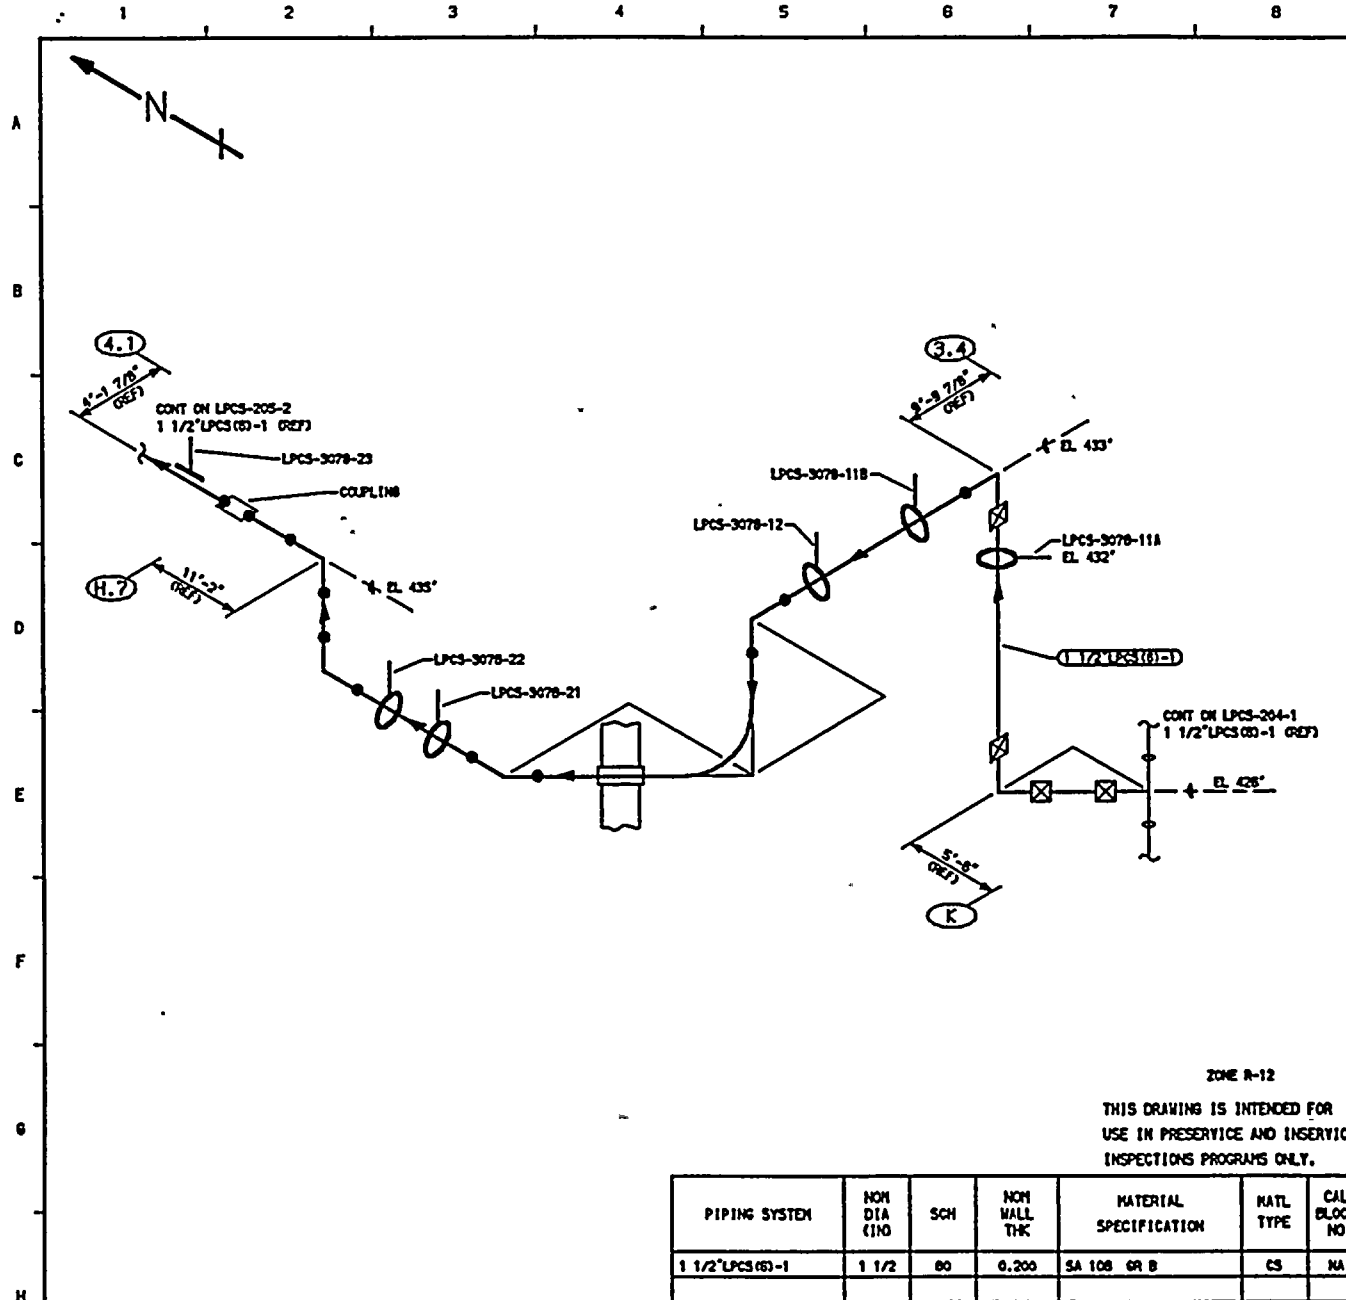 1 2 3 4 5 6 7 8
A
N
B
4.1
3.4
4'-1 7/8"
(REF)
9'-9 7/8"
(REF)
CONT ON LPCS-205-2
1 1/2"LPCS(6)-1 (REF)
C
EL 433'
LPCS-3078-23
LPCS-3078-11B
COUPLING
LPCS-3078-12
LPCS-3078-11A
EL 432'
H.7
11'-2"
(REF)
EL 435'
D
LPCS-3078-22
1 1/2"LPCS(6)-1
LPCS-3078-21
CONT ON LPCS-204-1
1 1/2"LPCS(6)-1 (REF)
E
EL 426'
5'-6"
(REF)
K
F
ZONE R-12
THIS DRAWING IS INTENDED FOR
G
USE IN PRESERVICE AND INSERVIC
INSPECTIONS PROGRAMS ONLY.
PIPING SYSTEM
NOM
DIA
(IN)
SCH
NOM
WALL
THK
MATERIAL
SPECIFICATION
MATL
TYPE
CAL
BLOC
NO
1 1/2"LPCS(6)-1 1 1/2 80 0.200 SA 106 GR B CS NA
H